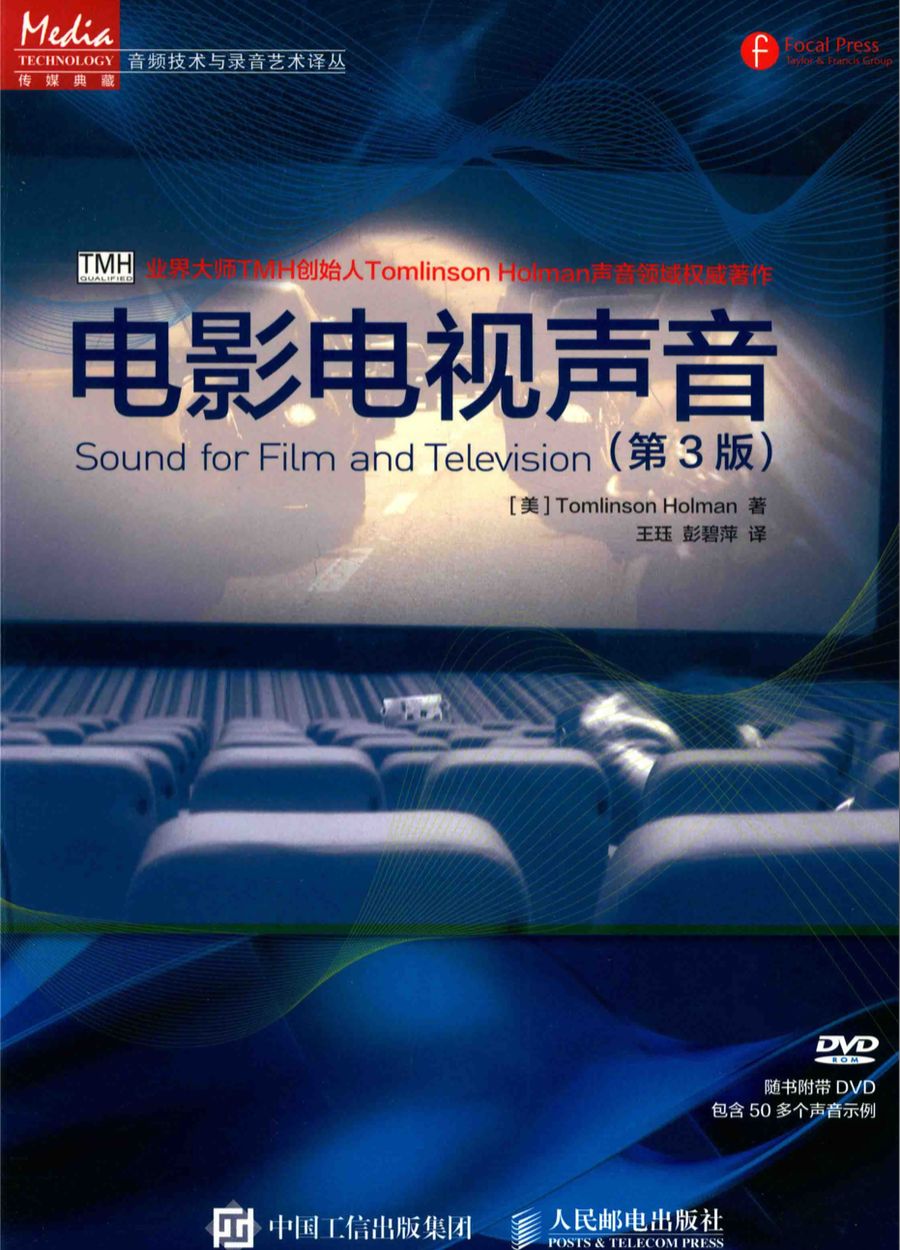 Media
TECHNOLOGY
传媒典藏
音频技术与录音艺术译丛
f Focal Press
Taylor & Francis Group
TMH
QUALIFIED
业界大师TMH创始人Tomlinson Holman声音领域权威著作
电影电视声音
Sound for Film and Television（第3版）
[美] Tomlinson Holman 著
王珏 彭碧萍 译
DVD
ROM
随书附带 DVD
包含 50 多个声音示例
中国工信出版集团
人民邮电出版社
POSTS & TELECOM PRESS